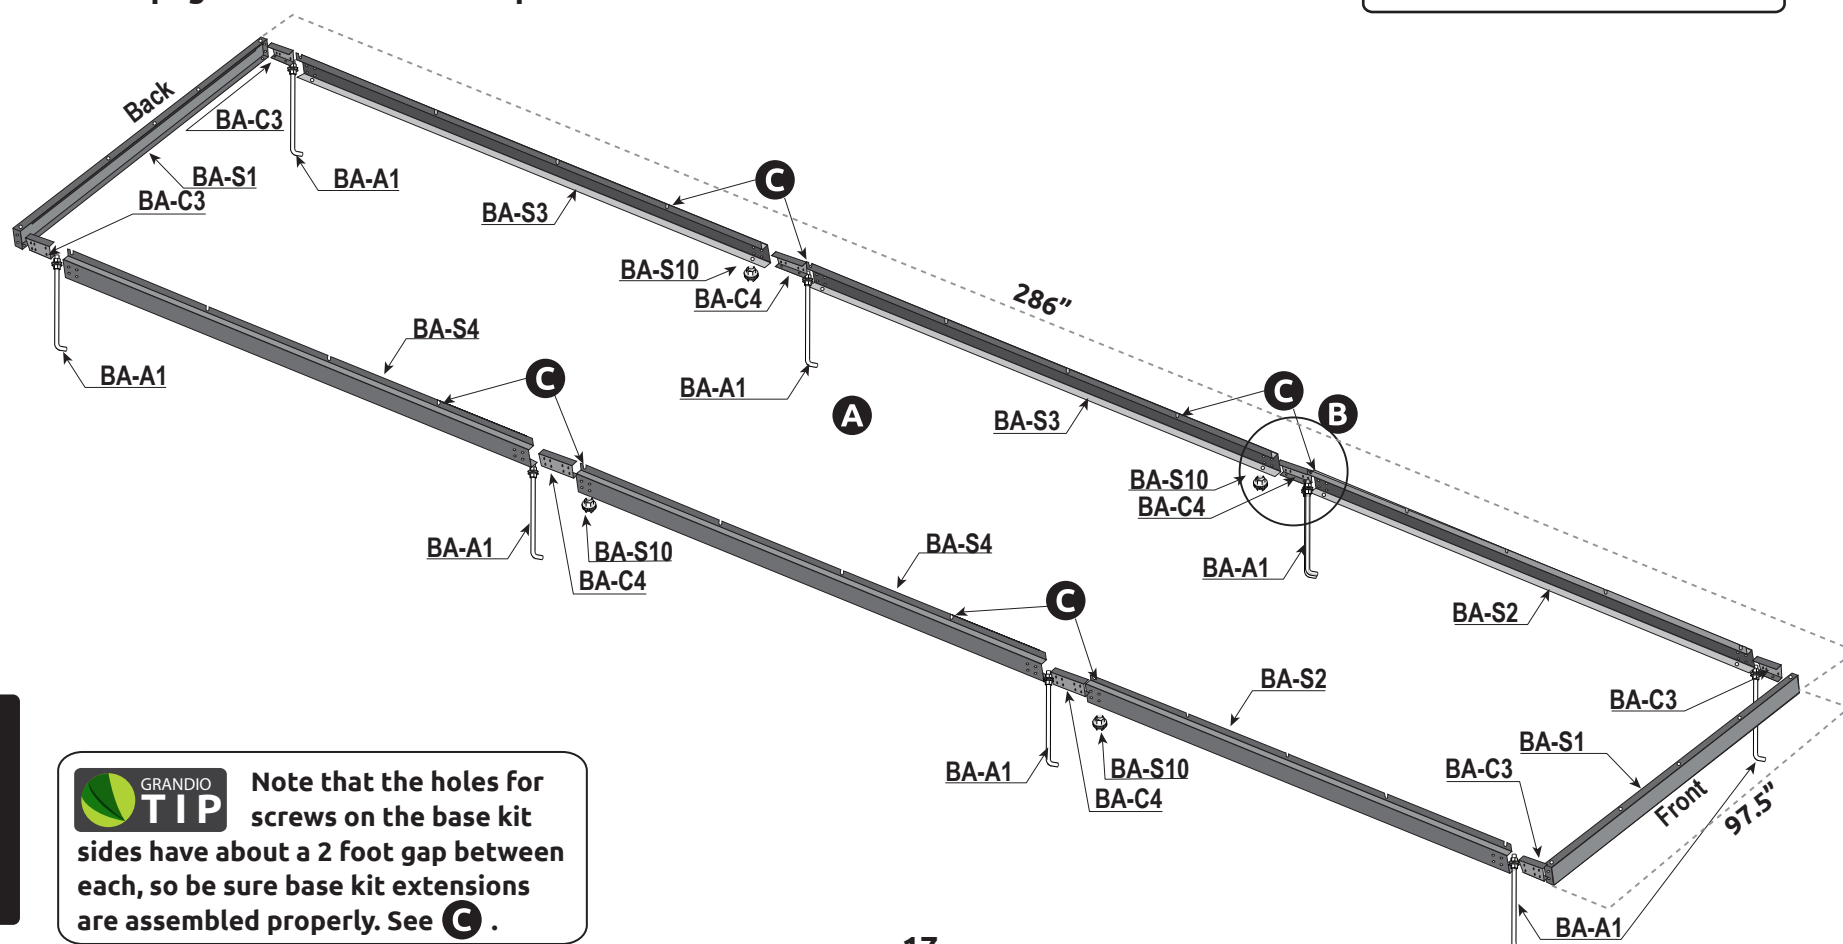 Back
BA-C3
BA-S1
BA-C3
BA-A1
BA-S3
C
BA-S10
BA-C4
286”
BA-S4
C
BA-A1
BA-A1
A
BA-S3
C
B
BA-S10
BA-C4
BA-A1
BA-S10
BA-C4
BA-S4
BA-A1
C
BA-S2
BA-S2
BA-C3
BA-S1
BA-C3
BA-A1
BA-S10
BA-C4
Front
97.5”
BA-A1
GRANDIO
TIP
Note that the holes for
screws on the base kit
sides have about a 2 foot gap between
each, so be sure base kit extensions
are assembled properly. See C .
17